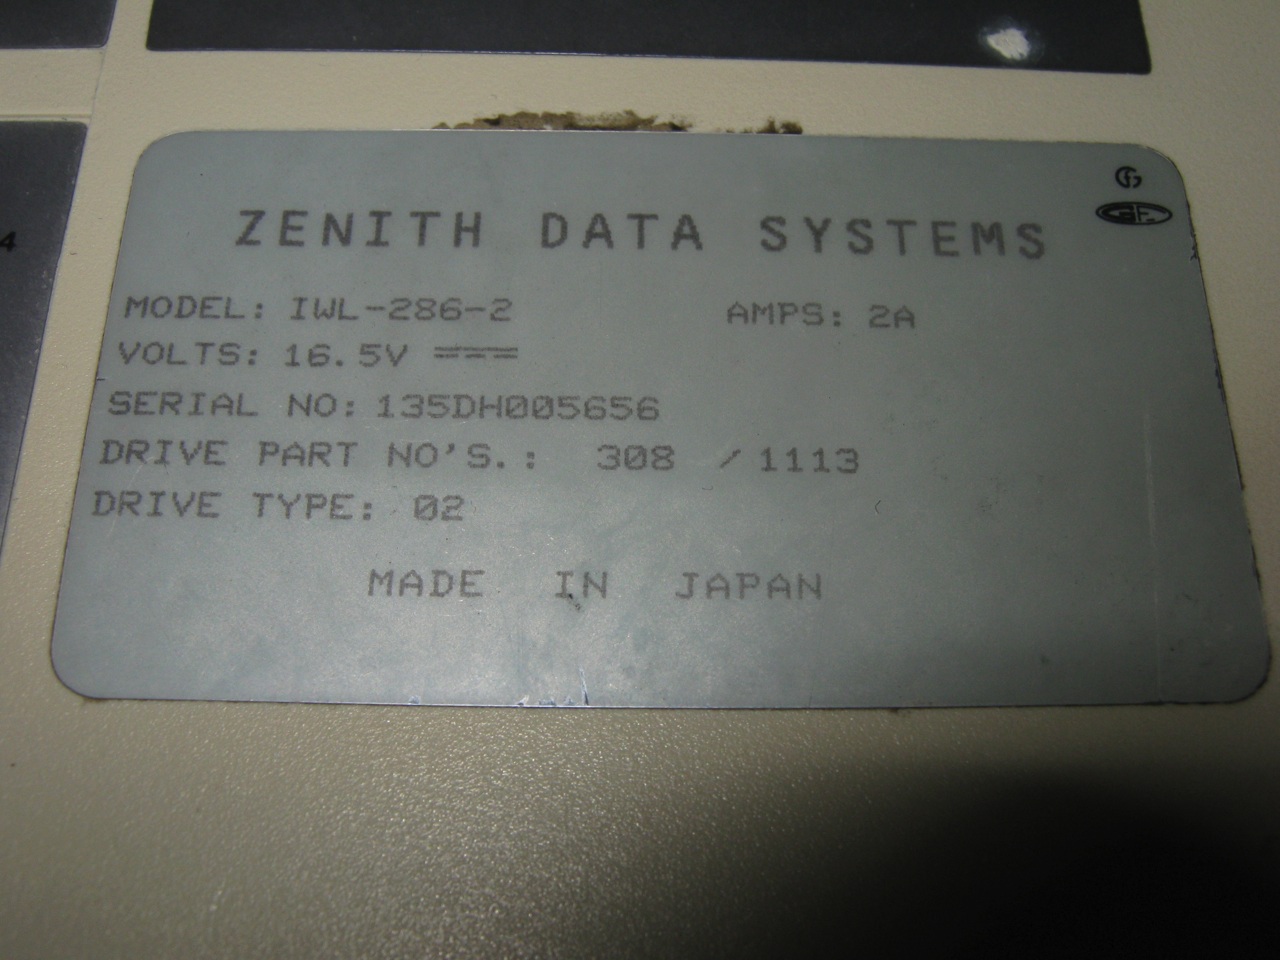 ZENITH DATA SYSTEMS
MODEL: IWL-286-2 AMPS: 2A
VOLTS: 16.5V ===
SERIAL NO: 135DH005656
DRIVE PART NO'S.: 308 / 1113
DRIVE TYPE: 02
MADE IN JAPAN
4